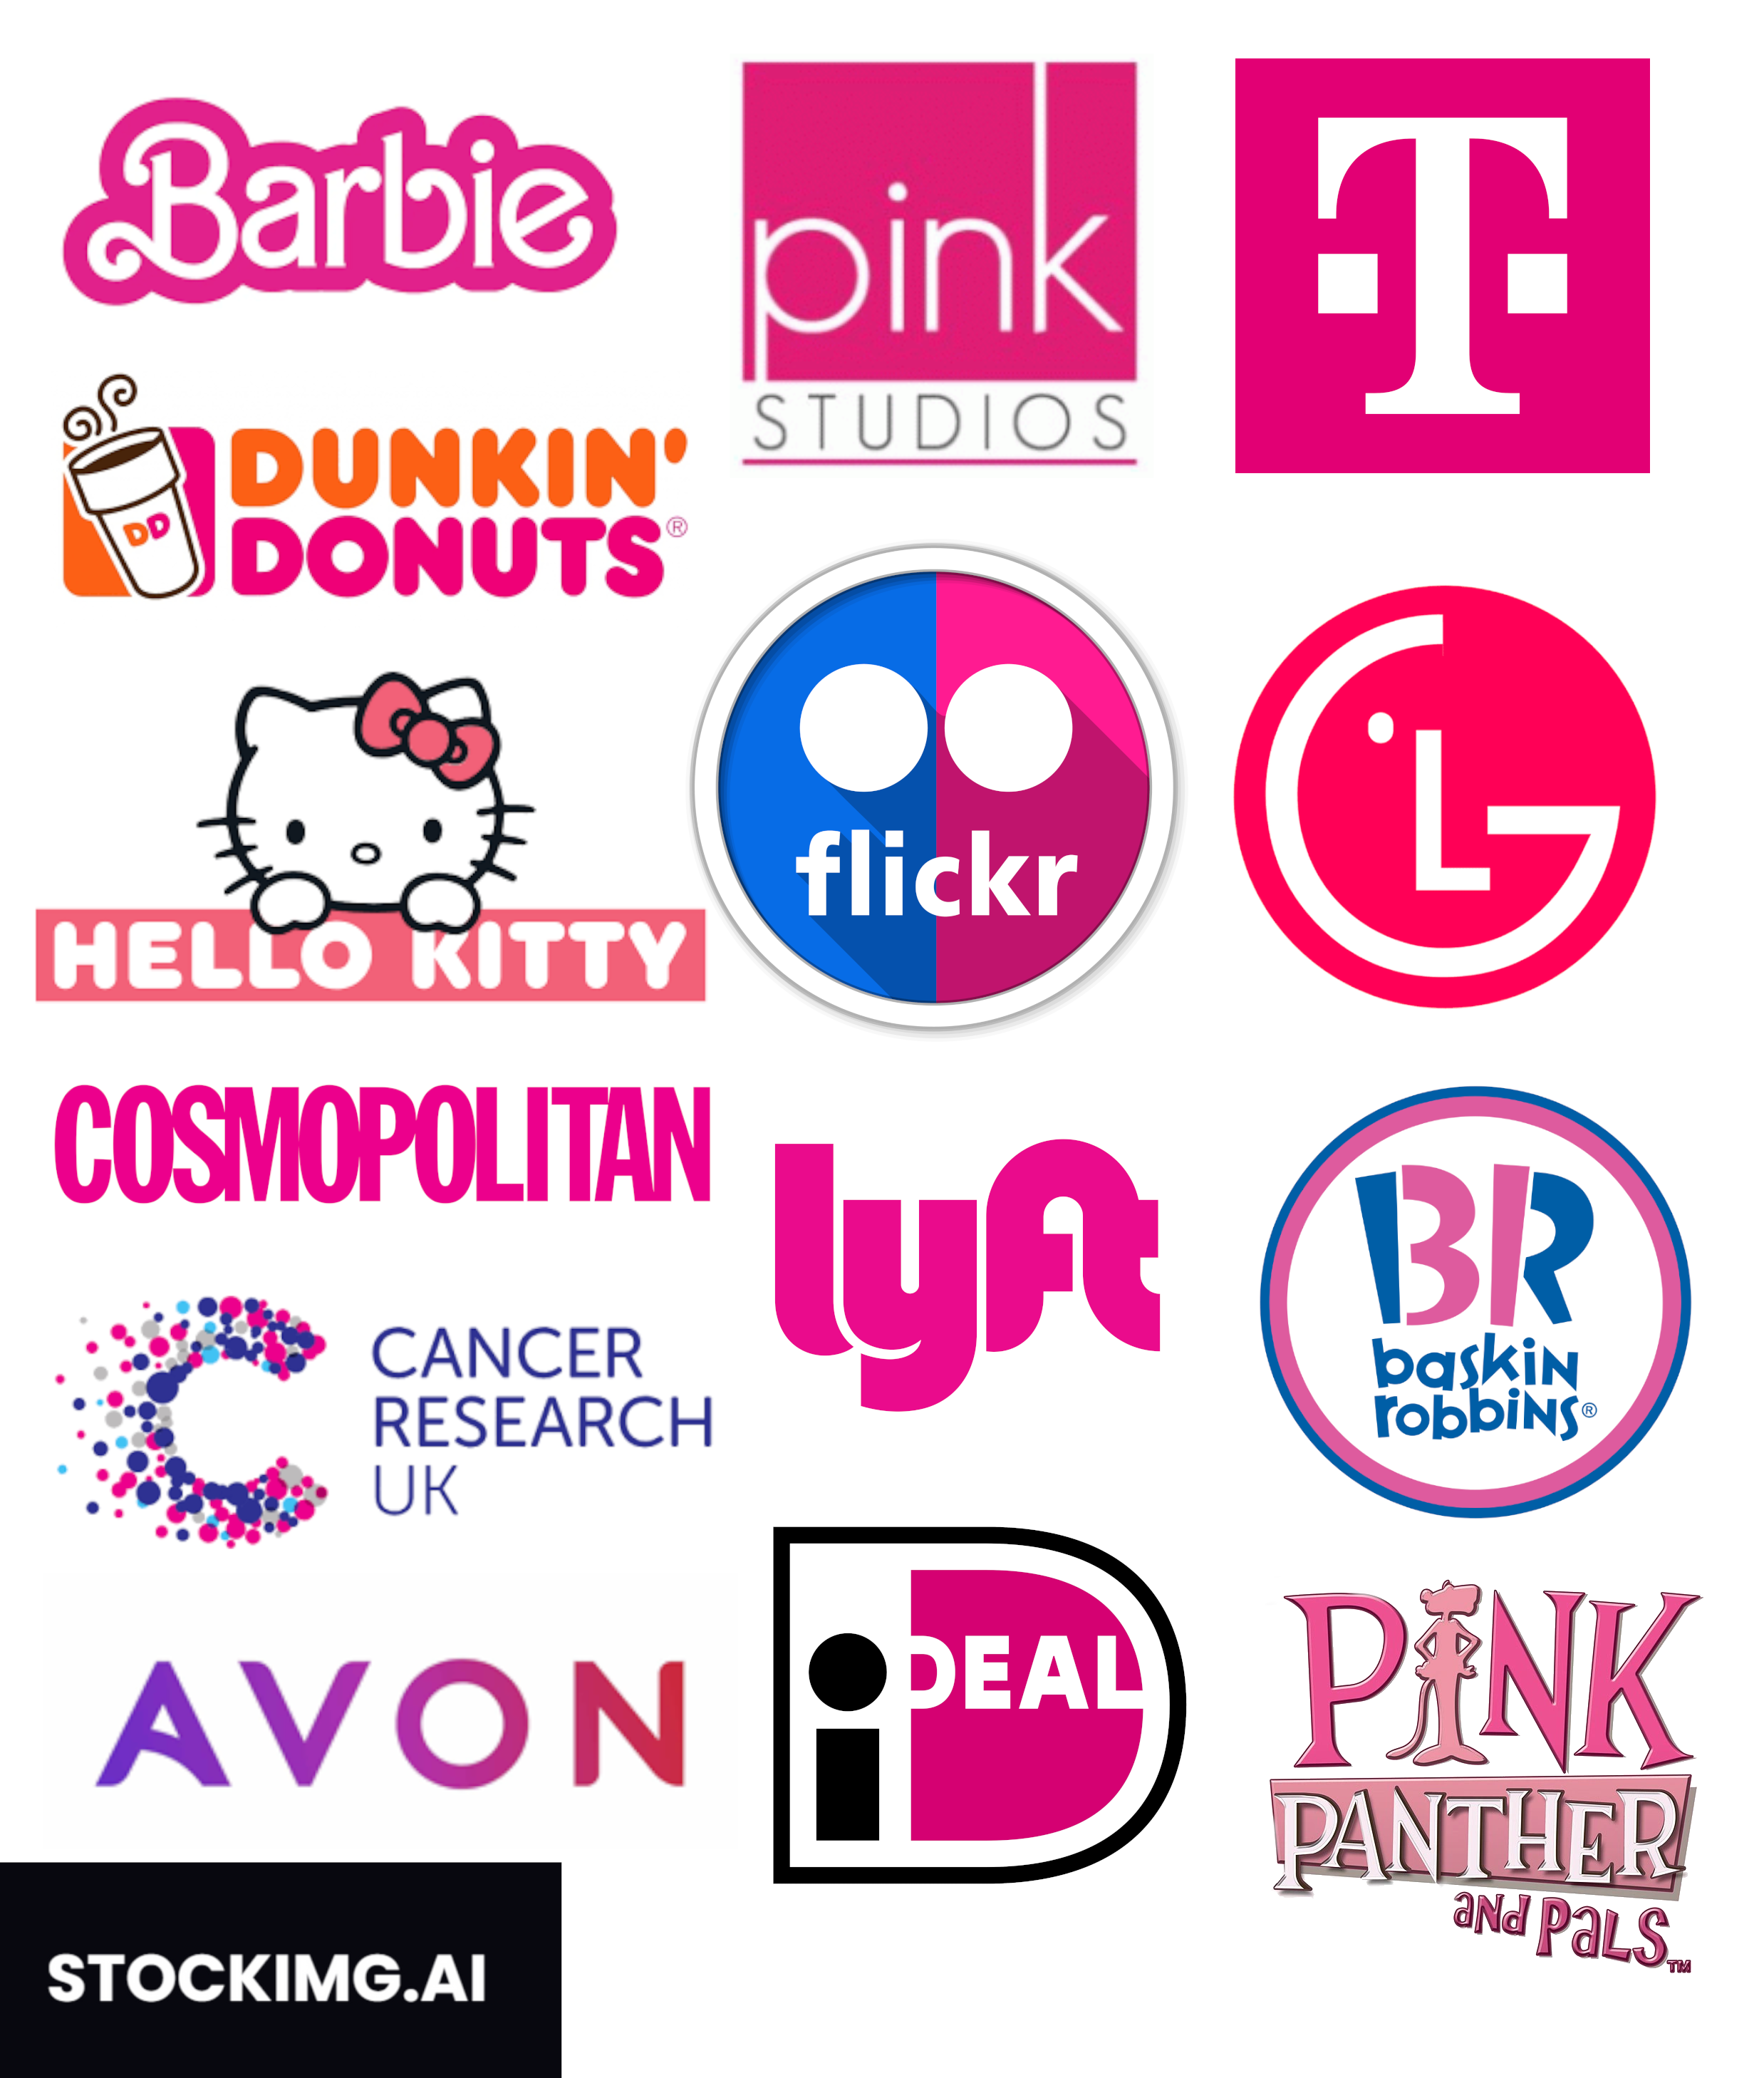 Barbie
DUNKIN'
DONUTS®
DD
HELLO KITTY
COSMOPOLITAN
CANCER
RESEARCH
UK
AVON
STOCKIMG.AI
pink
STUDIOS
flickr
lyft
iDEAL
T
LG
BR
baskin
robbins®
PINK
PANTHER
aNd PaLS™